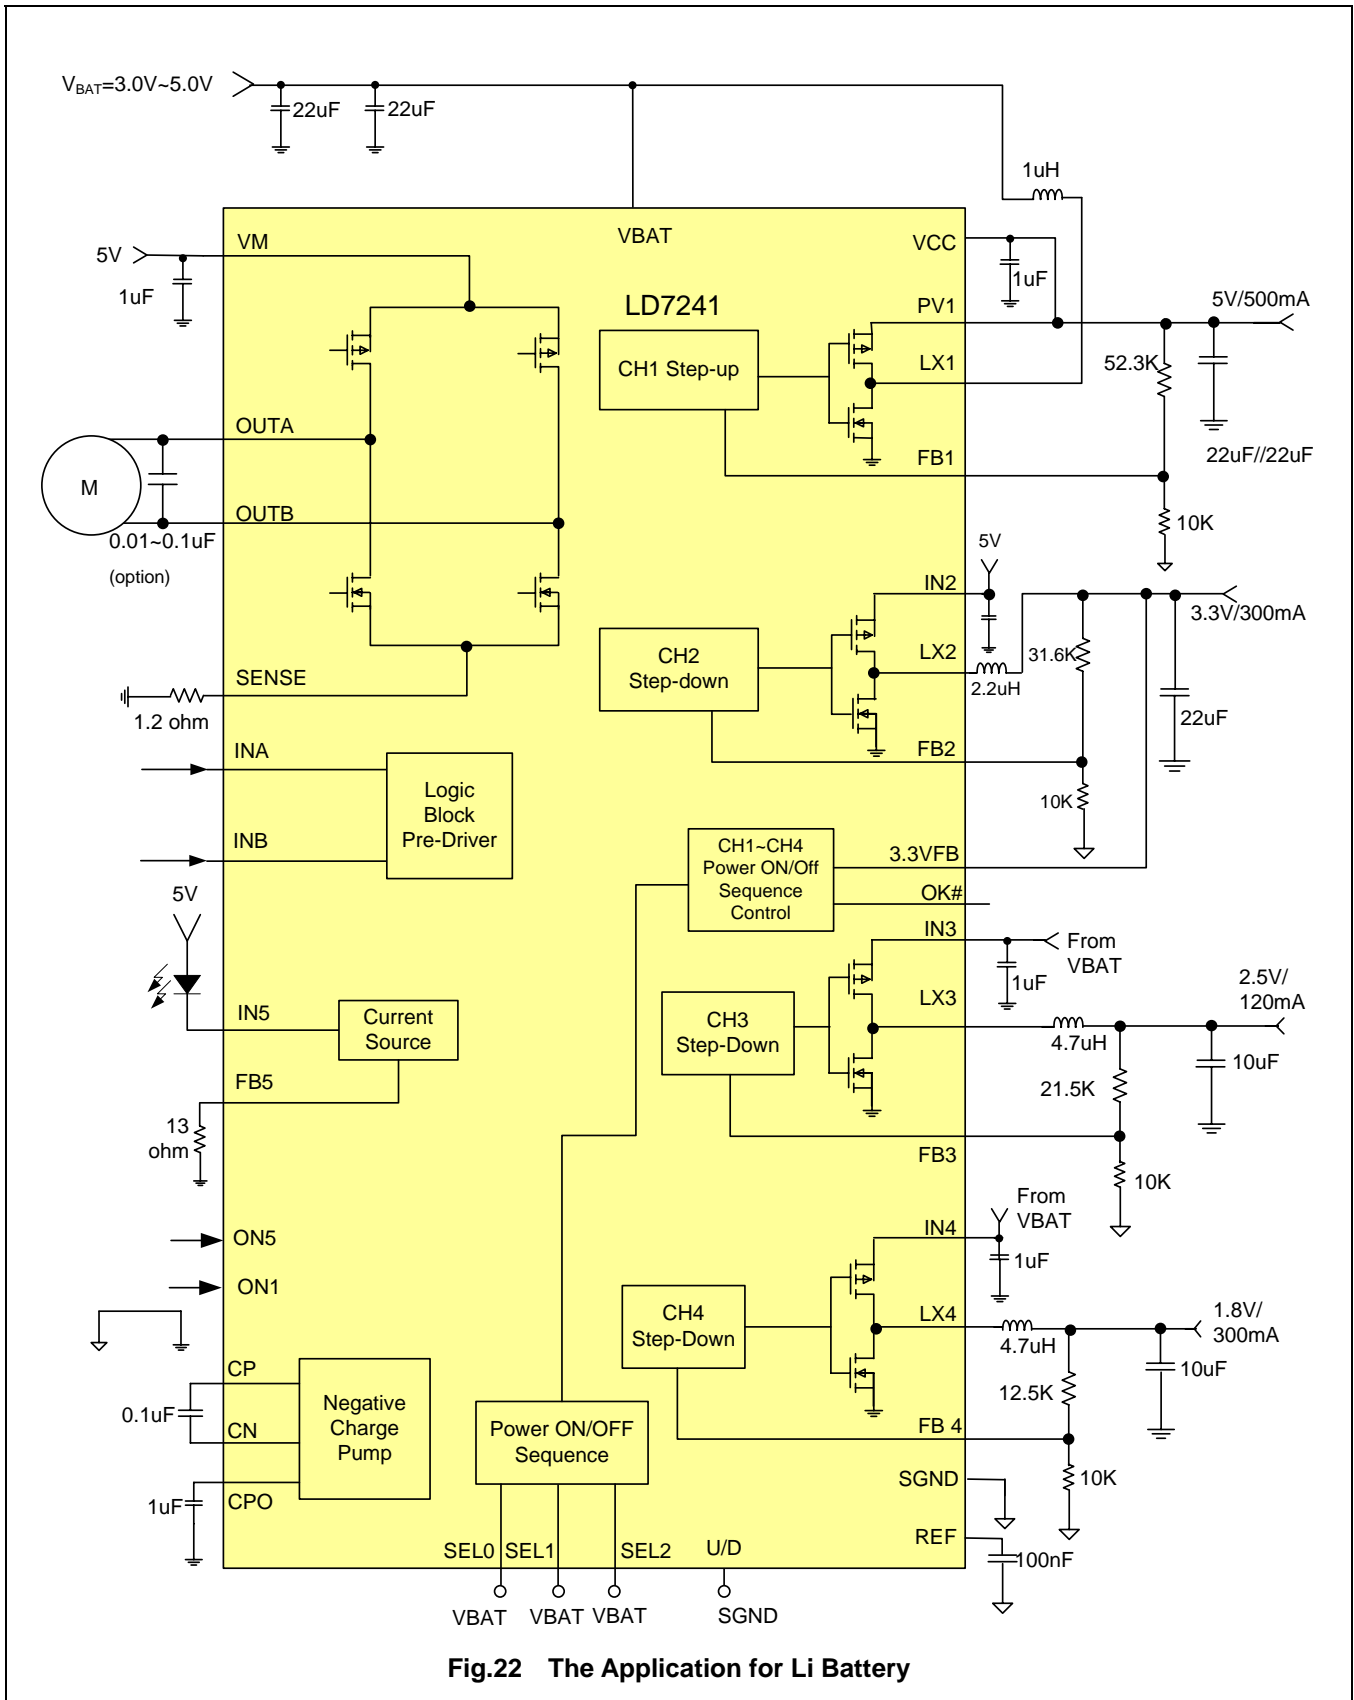 V_BAT=3.0V~5.0V
22uF
22uF
1uH
VM
VBAT
VCC
5V
1uF
1uF
LD7241
PV1
5V/500mA
CH1 Step-up
LX1
52.3K
OUTA
FB1
22uF//22uF
M
OUTB
10K
0.01~0.1uF
(option)
5V
IN2
3.3V/300mA
CH2
Step-down
LX2
31.6K
SENSE
2.2uH
1.2 ohm
22uF
INA
FB2
Logic
Block
Pre-Driver
10K
INB
CH1~CH4
Power ON/Off
Sequence
Control
3.3VFB
OK#
5V
IN3
From
VBAT
1uF
2.5V/
120mA
IN5
Current
Source
CH3
Step-Down
LX3
4.7uH
10uF
FB5
21.5K
13
ohm
FB3
10K
From
VBAT
ON5
IN4
1uF
ON1
CH4
Step-Down
LX4
1.8V/
300mA
4.7uH
CP
10uF
0.1uF
Negative
Charge
Pump
12.5K
CN
Power ON/OFF
Sequence
FB 4
1uF
CPO
SGND
10K
REF
SEL0
SEL1
SEL2
U/D
100nF
VBAT
VBAT
VBAT
SGND
Fig.22 The Application for Li Battery